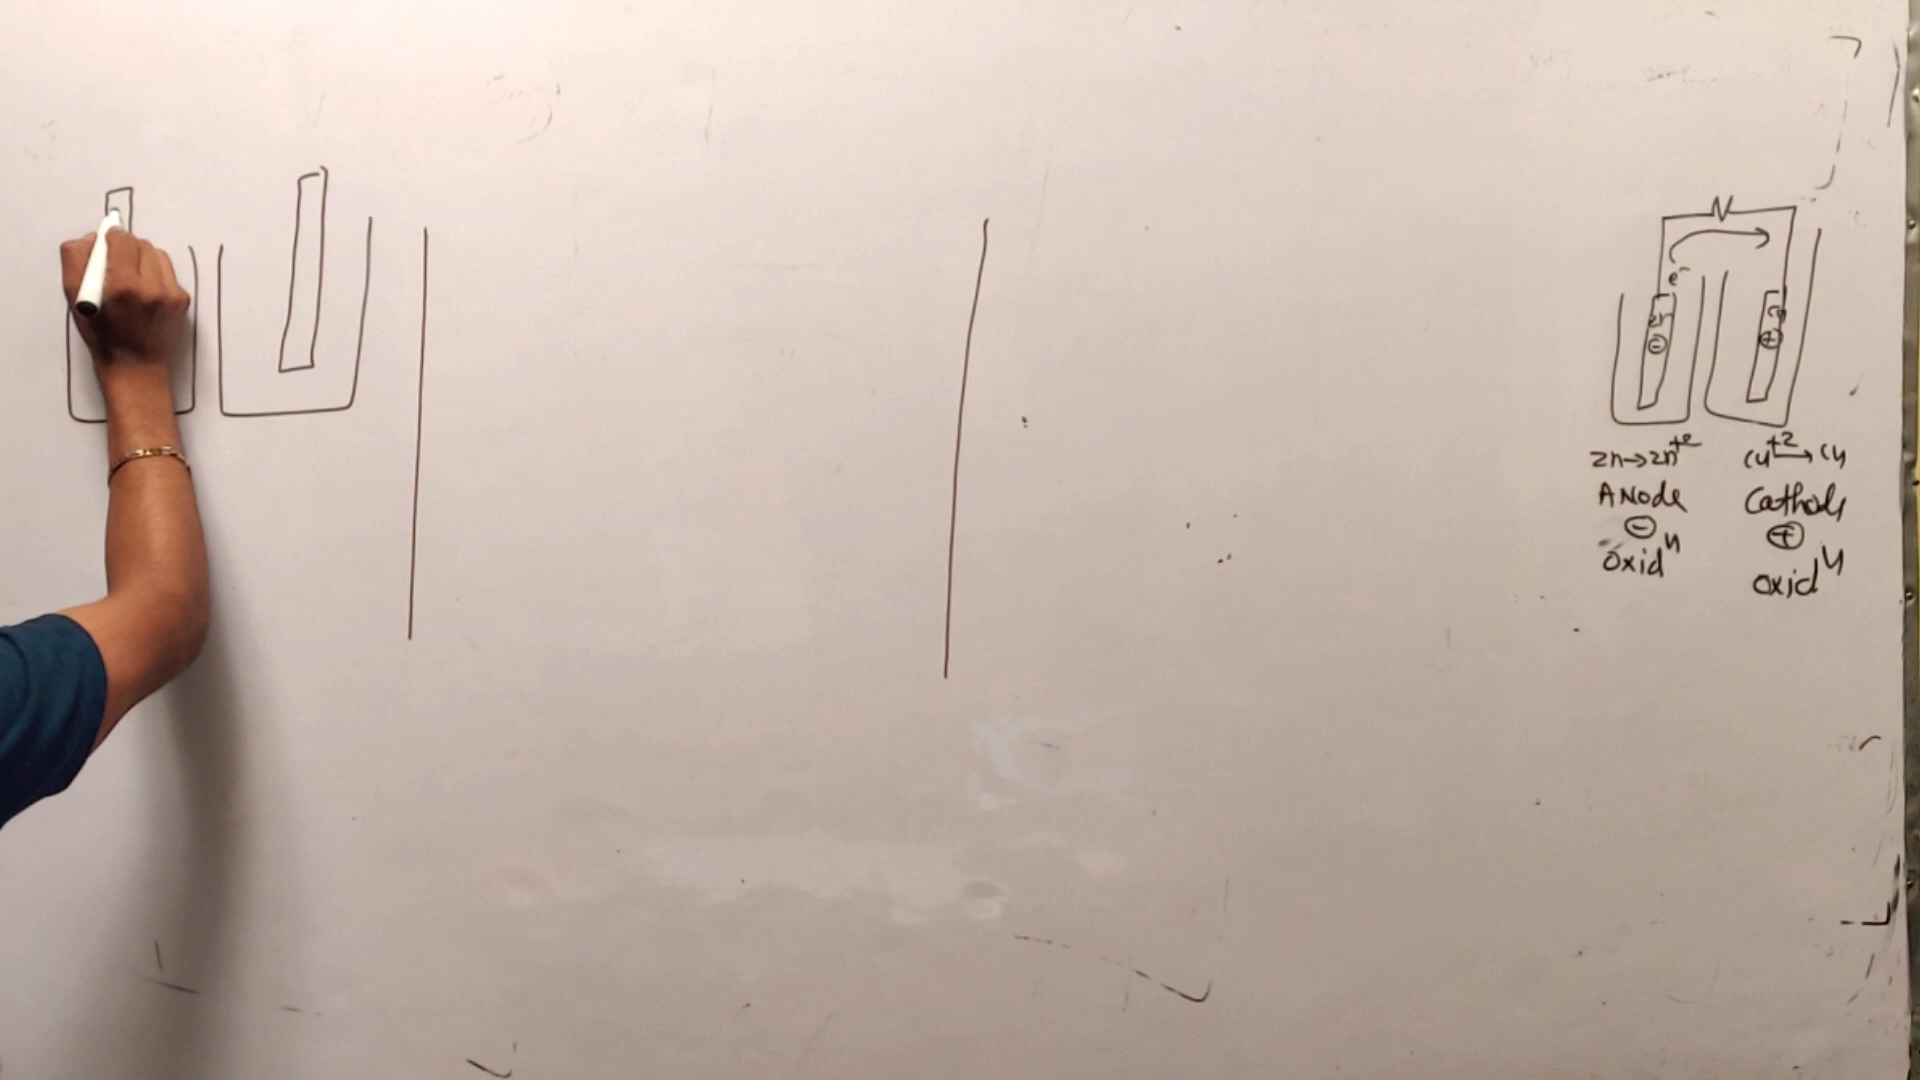 e⁻
Zn
Cu
⊖
⊕
Zn→Zn⁺² Cu⁺²→Cu
ANode Cathode
⊖ ⊕
oxidⁿ oxidⁿ